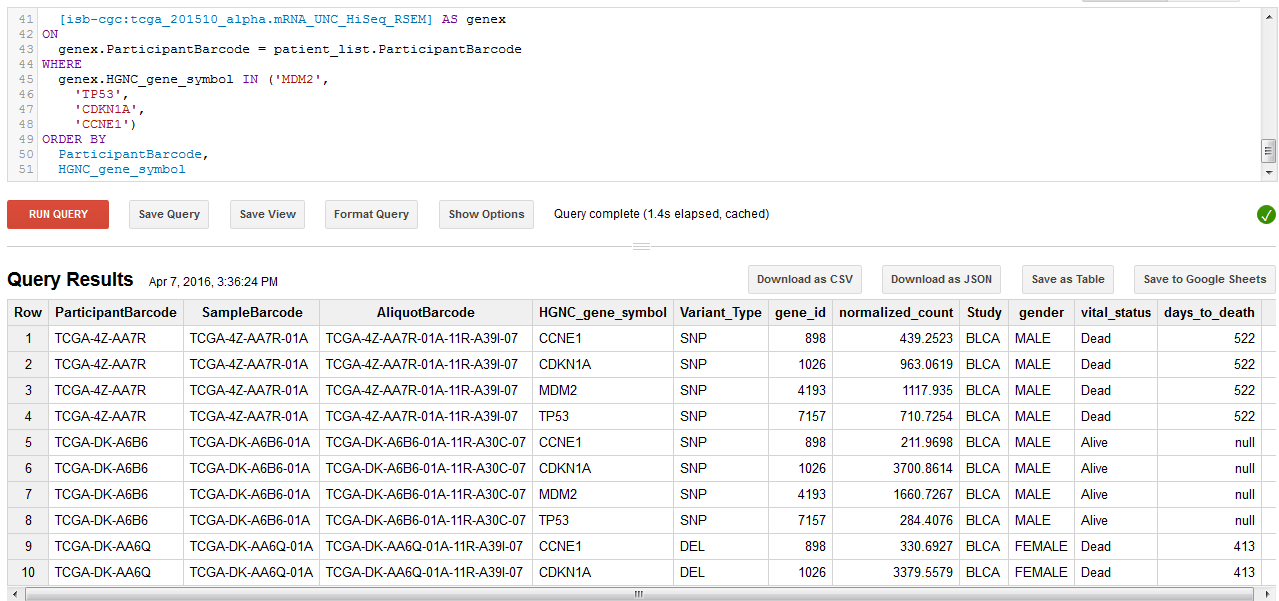 41 [isb-cgc:tcga_201510_alpha.mRNA_UNC_HiSeq_RSEM] AS genex
42 ON
43 genex.ParticipantBarcode = patient_list.ParticipantBarcode
44 WHERE
45 genex.HGNC_gene_symbol IN ('MDM2',
46 'TP53',
47 'CDKN1A',
48 'CCNE1')
49 ORDER BY
50 ParticipantBarcode,
51 HGNC_gene_symbol
RUN QUERY Save Query Save View Format Query Show Options Query complete (1.4s elapsed, cached)
Query Results Apr 7, 2016, 3:36:24 PM Download as CSV Download as JSON Save as Table Save to Google Sheets
Row ParticipantBarcode SampleBarcode AliquotBarcode HGNC_gene_symbol Variant_Type gene_id normalized_count Study gender vital_status days_to_death
1 TCGA-4Z-AA7R TCGA-4Z-AA7R-01A TCGA-4Z-AA7R-01A-11R-A39I-07 CCNE1 SNP 898 439.2523 BLCA MALE Dead 522
2 TCGA-4Z-AA7R TCGA-4Z-AA7R-01A TCGA-4Z-AA7R-01A-11R-A39I-07 CDKN1A SNP 1026 963.0619 BLCA MALE Dead 522
3 TCGA-4Z-AA7R TCGA-4Z-AA7R-01A TCGA-4Z-AA7R-01A-11R-A39I-07 MDM2 SNP 4193 1117.935 BLCA MALE Dead 522
4 TCGA-4Z-AA7R TCGA-4Z-AA7R-01A TCGA-4Z-AA7R-01A-11R-A39I-07 TP53 SNP 7157 710.7254 BLCA MALE Dead 522
5 TCGA-DK-A6B6 TCGA-DK-A6B6-01A TCGA-DK-A6B6-01A-11R-A30C-07 CCNE1 SNP 898 211.9698 BLCA MALE Alive null
6 TCGA-DK-A6B6 TCGA-DK-A6B6-01A TCGA-DK-A6B6-01A-11R-A30C-07 CDKN1A SNP 1026 3700.8614 BLCA MALE Alive null
7 TCGA-DK-A6B6 TCGA-DK-A6B6-01A TCGA-DK-A6B6-01A-11R-A30C-07 MDM2 SNP 4193 1660.7267 BLCA MALE Alive null
8 TCGA-DK-A6B6 TCGA-DK-A6B6-01A TCGA-DK-A6B6-01A-11R-A30C-07 TP53 SNP 7157 284.4076 BLCA MALE Alive null
9 TCGA-DK-AA6Q TCGA-DK-AA6Q-01A TCGA-DK-AA6Q-01A-11R-A39I-07 CCNE1 DEL 898 330.6927 BLCA FEMALE Dead 413
10 TCGA-DK-AA6Q TCGA-DK-AA6Q-01A TCGA-DK-AA6Q-01A-11R-A39I-07 CDKN1A DEL 1026 3379.5579 BLCA FEMALE Dead 413